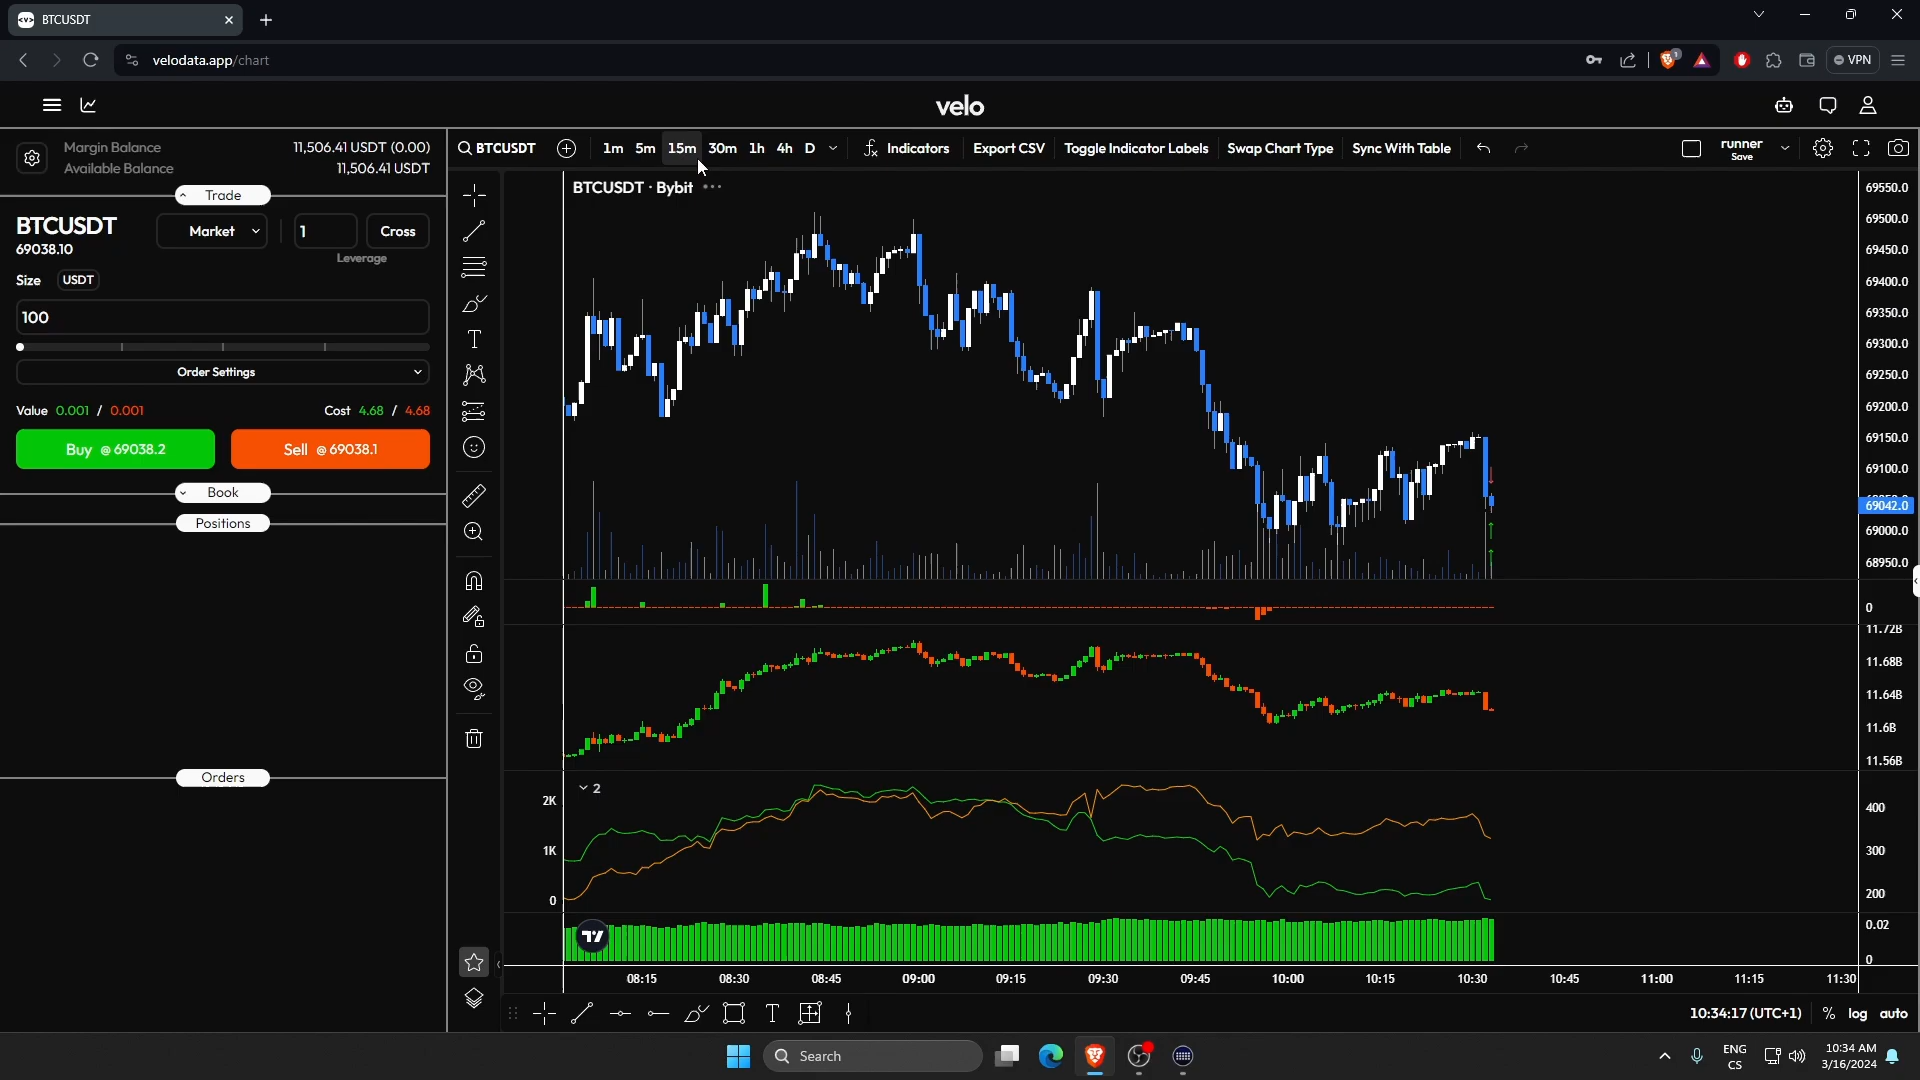 BTCUSDT
velodata.app/chart
1
VPN
velo
Margin Balance 11,506.41 USDT (0.00)
Available Balance 11,506.41 USDT
Trade
BTCUSDT Market 1 Cross
69038.10 Leverage
Size USDT
100
Order Settings
Value 0.001 / 0.001 Cost 4.68 / 4.68
Buy @ 69038.2 Sell @ 69038.1
Book
Positions
Orders
BTCUSDT 1m 5m 15m 30m 1h 4h D Indicators Export CSV Toggle Indicator Labels Swap Chart Type Sync With Table runner
Save
BTCUSDT · Bybit
69550.0
69500.0
69450.0
69400.0
69350.0
69300.0
69250.0
69200.0
69150.0
69100.0
69042.0
69000.0
68950.0
0
11.72B
11.68B
11.64B
11.6B
11.56B
2
2K
1K
0
400
300
200
0.02
0
08:15 08:30 08:45 09:00 09:15 09:30 09:45 10:00 10:15 10:30 10:45 11:00 11:15 11:30
10:34:17 (UTC+1) % log auto
Search
ENG
CS
10:34 AM
3/16/2024